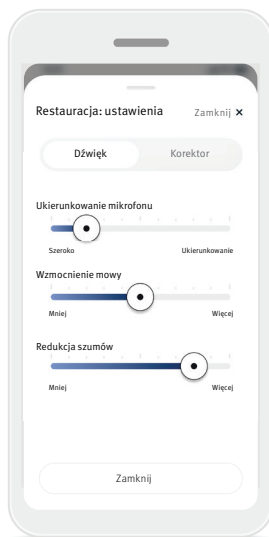 Restauracja: ustawienia Zamknij ×
Dźwięk Korektor
Ukierunkowanie mikrofonu
Szeroko Ukierunkowanie
Wzmocnienie mowy
Mniej Więcej
Redukcja szumów
Mniej Więcej
Zamknij